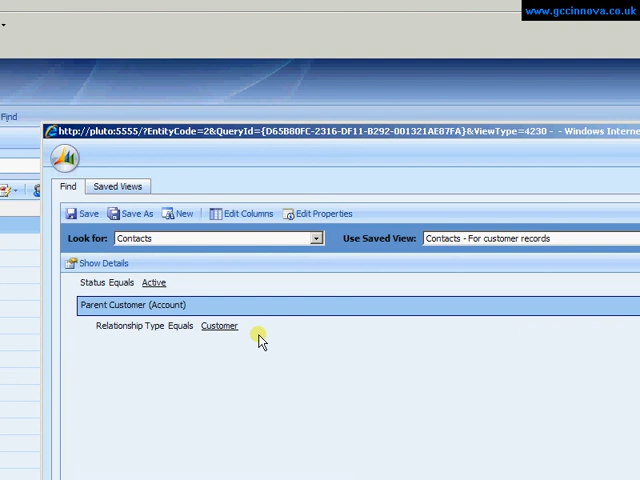 www.gccinnova.co.uk
Find
http://pluto:5555/?EntityCode=2&QueryId={D65B80FC-2316-DF11-B292-001321AE87FA}&ViewType=4230 - - Windows Interne
Find Saved Views
Save Save As New Edit Columns Edit Properties
Look for: Contacts Use Saved View: Contacts - For customer records
Show Details
Status Equals Active
Parent Customer (Account)
Relationship Type Equals Customer